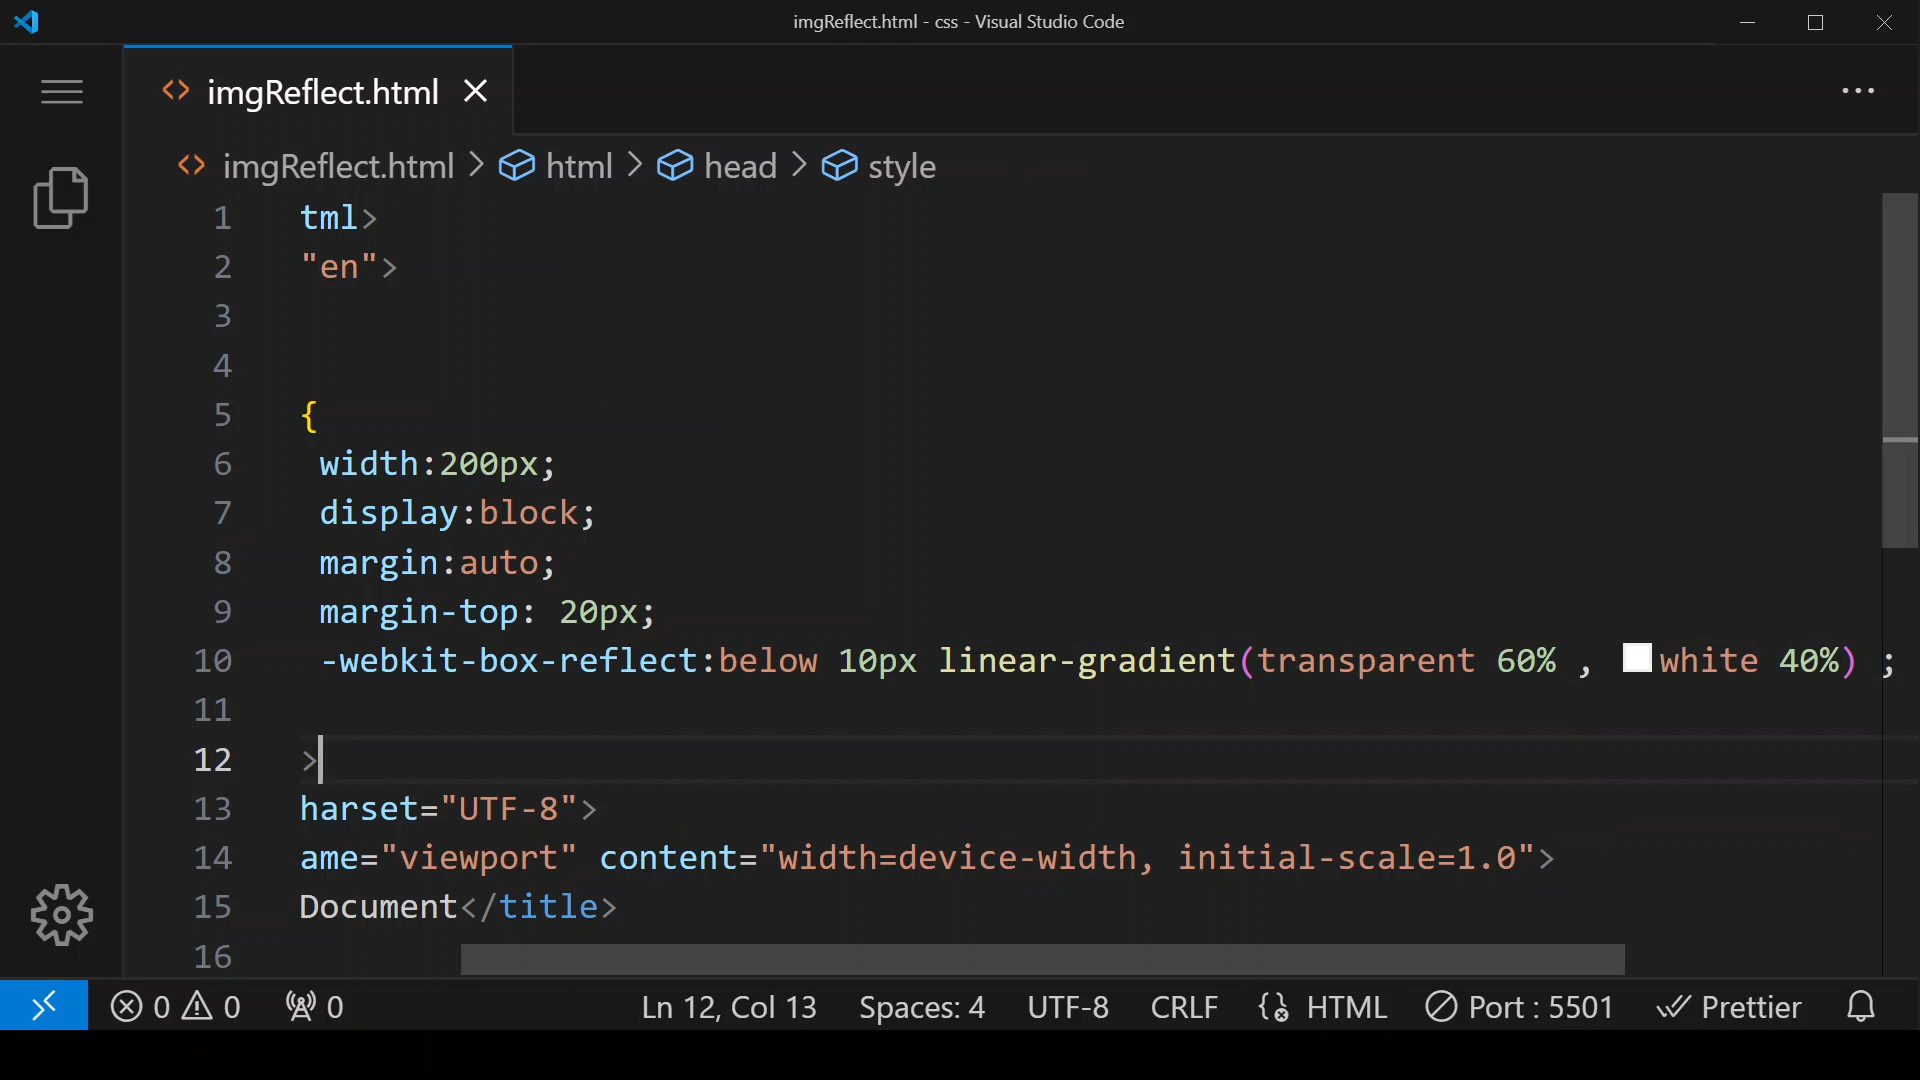 imgReflect.html - css - Visual Studio Code
imgReflect.html
imgReflect.html > html > head > style
1 tml>
2 "en">
3
4
5 {
6 width:200px;
7 display:block;
8 margin:auto;
9 margin-top: 20px;
10 -webkit-box-reflect:below 10px linear-gradient(transparent 60% , white 40%) ;
11
12 >
13 harset="UTF-8">
14 ame="viewport" content="width=device-width, initial-scale=1.0">
15 Document</title>
16
0 0 0 Ln 12, Col 13 Spaces: 4 UTF-8 CRLF HTML Port : 5501 Prettier